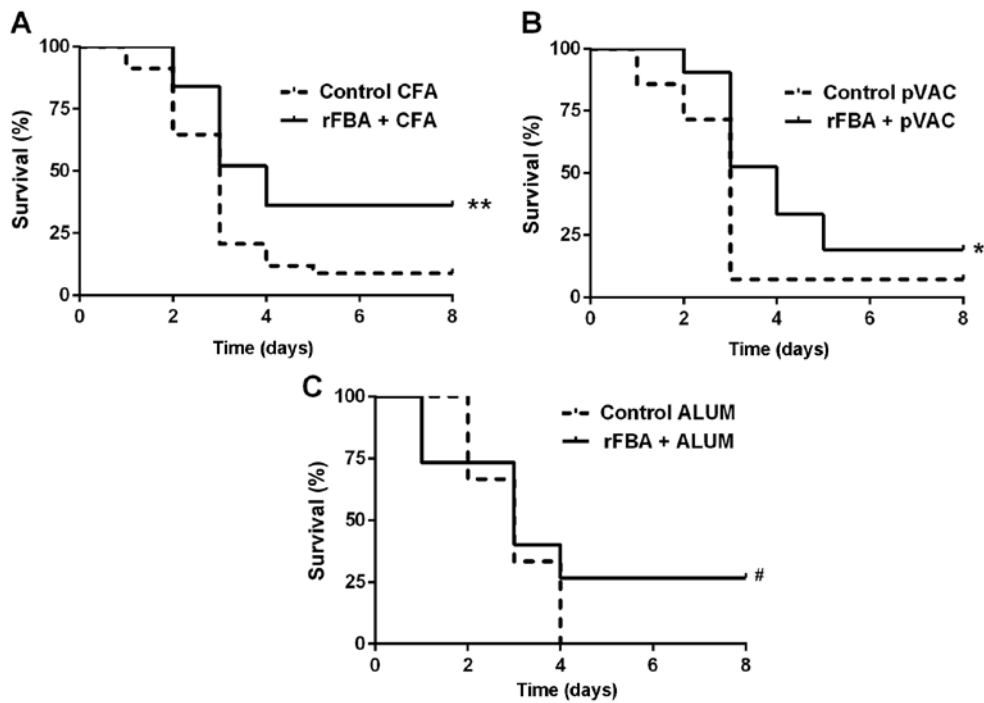 A
Survival (%)
100
75
50
25
0
Control CFA
rFBA + CFA
**
0 2 4 6 8
Time (days)
B
Survival (%)
100
75
50
25
0
Control pVAC
rFBA + pVAC
*
0 2 4 6 8
Time (days)
C
Survival (%)
100
75
50
25
0
Control ALUM
rFBA + ALUM
#
0 2 4 6 8
Time (days)